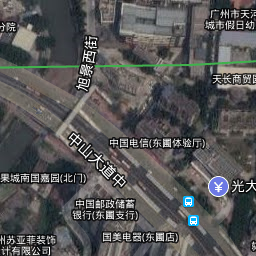 广州市天河
城市假日幼
旭景西街
天长商贸
中国电信(东圃体验厅)
中山大道中
果城南国嘉园(北门)
光大
中国邮政储蓄
银行(东圃支行)
州苏亚菲装饰
计有限公司
国美电器(东圃店)